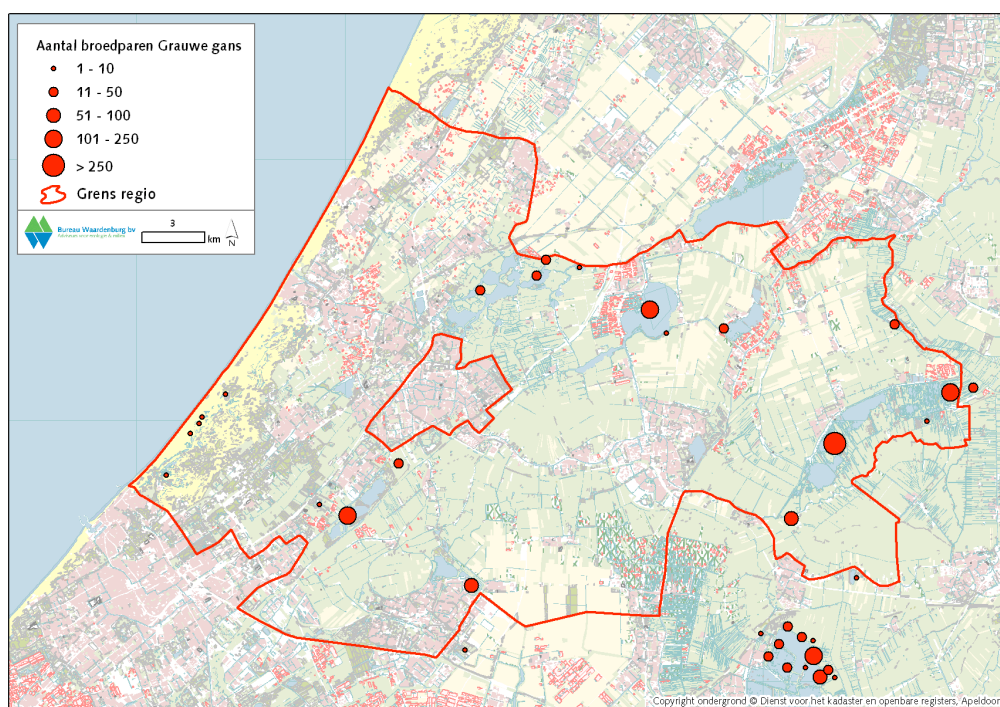 Aantal broedparen Grauwe gans
1 - 10
11 - 50
51 - 100
101 - 250
> 250
Grens regio
Bureau Waardenburg bv
3
km
N
Copyright ondergrond © Dienst voor het kadaster en openbare registers, Apeldoor